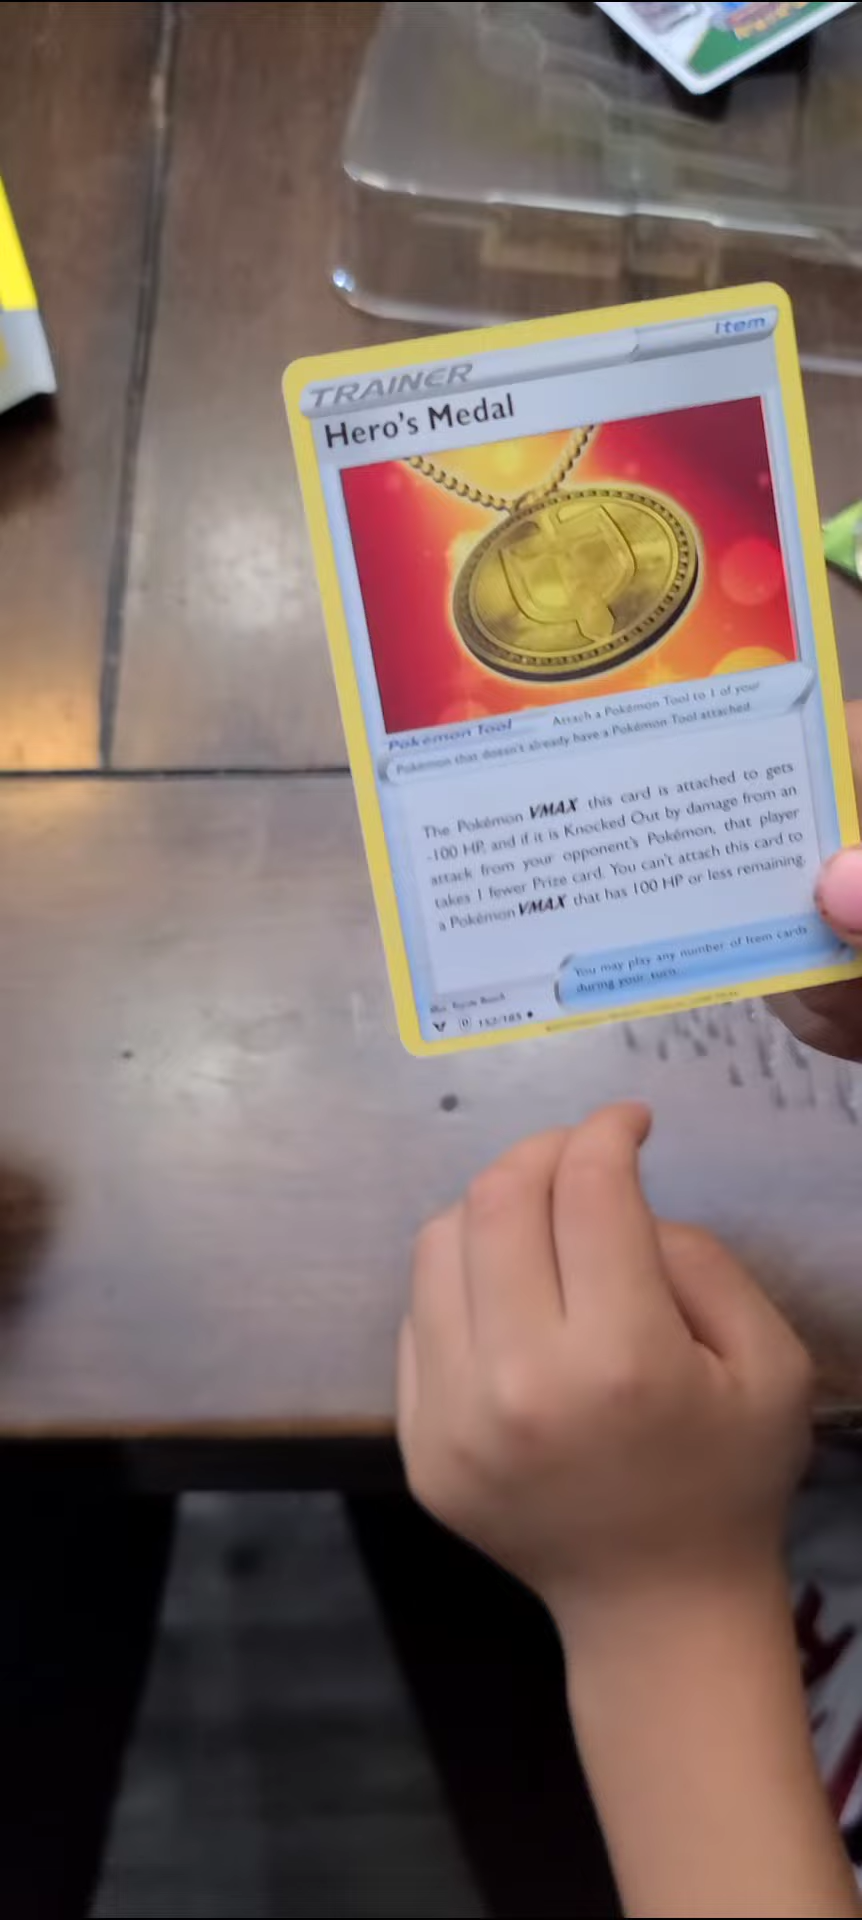 Item
TRAINER
Hero's Medal
Pokémon Tool Attach a Pokémon Tool to 1 of your
Pokémon that doesn't already have a Pokémon Tool attached.
The Pokémon VMAX this card is attached to gets
-100 HP, and if it is Knocked Out by damage from an
attack from your opponent's Pokémon, that player
takes 1 fewer Prize card. You can't attach this card to
a Pokémon VMAX that has 100 HP or less remaining.
You may play any number of Item cards
during your turn.
D 152/185